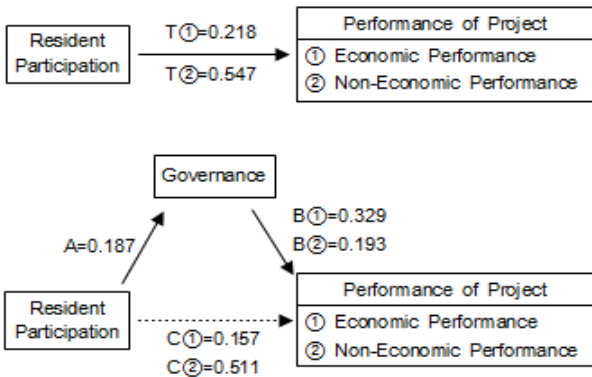 Resident
Participation
T①=0.218
T②=0.547
Performance of Project
① Economic Performance
② Non-Economic Performance
Governance
A=0.187
B①=0.329
B②=0.193
Resident
Participation
C①=0.157
C②=0.511
Performance of Project
① Economic Performance
② Non-Economic Performance